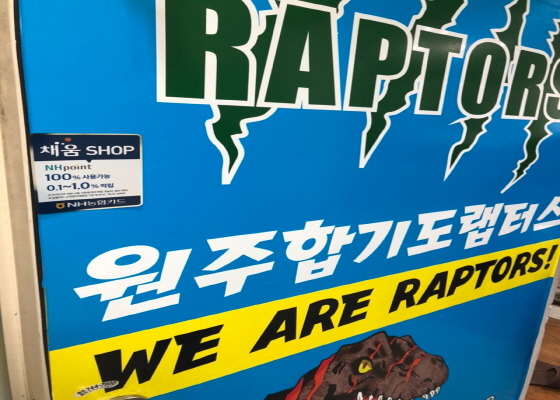 RAPTORS
채움 SHOP
NHpoint
100% 사용가능
0.1~1.0% 적립
NH농협카드
원주합기도랩터스
WE ARE RAPTORS!